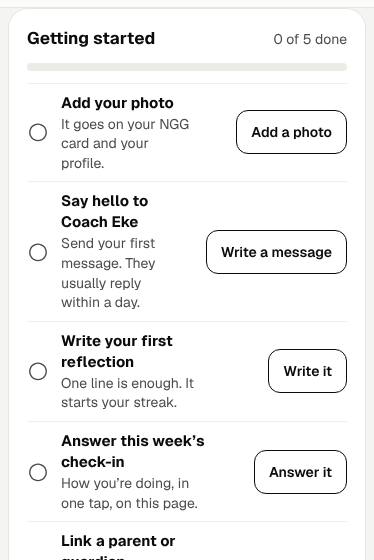 Getting started
0 of 5 done
Add your photo
It goes on your NGG
card and your
profile.
Add a photo
Say hello to
Coach Eke
Send your first
message. They
usually reply
within a day.
Write a message
Write your first
reflection
One line is enough. It
starts your streak.
Write it
Answer this week’s
check-in
How you’re doing, in
one tap, on this page.
Answer it
Link a parent or
guardian